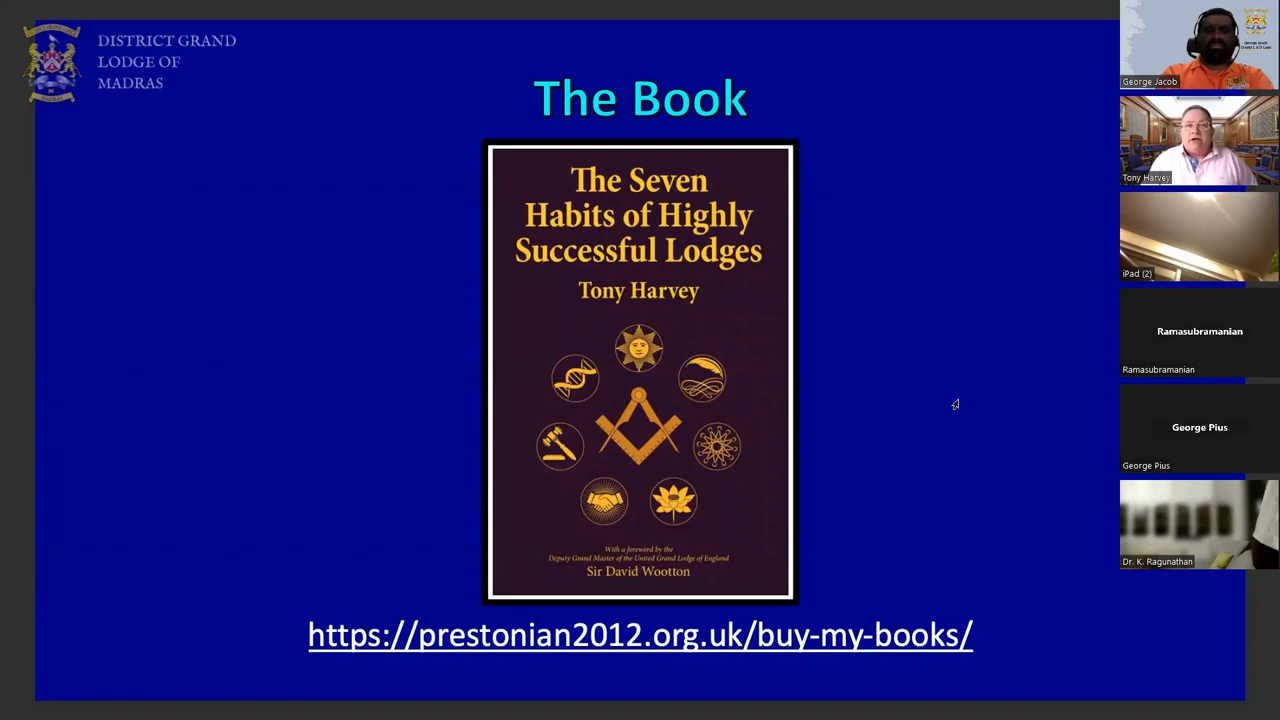 DISTRICT GRAND
LODGE OF
MADRAS
The Book
The Seven
Habits of Highly
Successful Lodges
Tony Harvey
With a foreword by the
Deputy Grand Master of the United Grand Lodge of England
Sir David Wootton
https://prestonian2012.org.uk/buy-my-books/
George Jacob
Tony Harvey
iPad (2)
Ramasubramanian
Ramasubramanian
George Pius
George Pius
Dr. K. Ragunathan